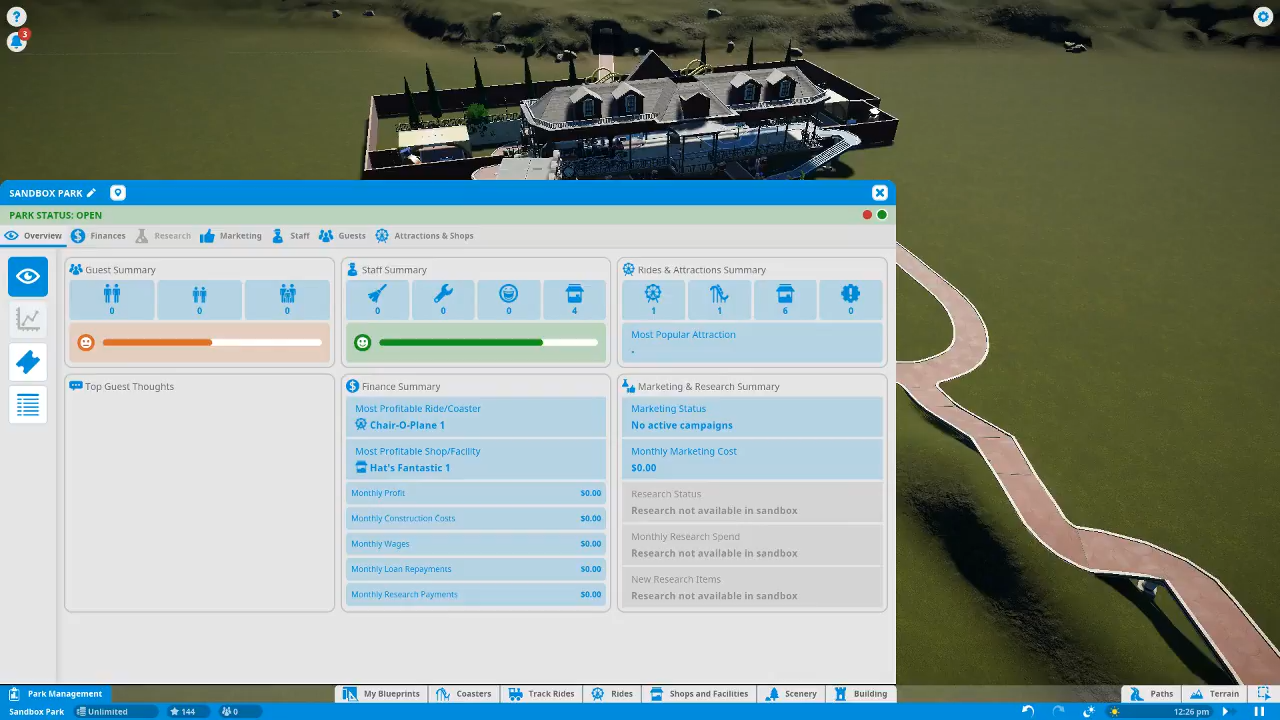 ?
3
SANDBOX PARK
PARK STATUS: OPEN
Overview
Finances
Research
Marketing
Staff
Guests
Attractions & Shops
Guest Summary
0
0
0
Staff Summary
0
0
0
4
Rides & Attractions Summary
1
1
6
0
Most Popular Attraction
-
Top Guest Thoughts
Finance Summary
Most Profitable Ride/Coaster
Chair-O-Plane 1
Most Profitable Shop/Facility
Hat's Fantastic 1
Monthly Profit $0.00
Monthly Construction Costs $0.00
Monthly Wages $0.00
Monthly Loan Repayments $0.00
Monthly Research Payments $0.00
Marketing & Research Summary
Marketing Status
No active campaigns
Monthly Marketing Cost
$0.00
Research Status
Research not available in sandbox
Monthly Research Spend
Research not available in sandbox
New Research Items
Research not available in sandbox
Park Management
My Blueprints
Coasters
Track Rides
Rides
Shops and Facilities
Scenery
Building
Paths
Terrain
Sandbox Park
Unlimited
144
0
12:26 pm